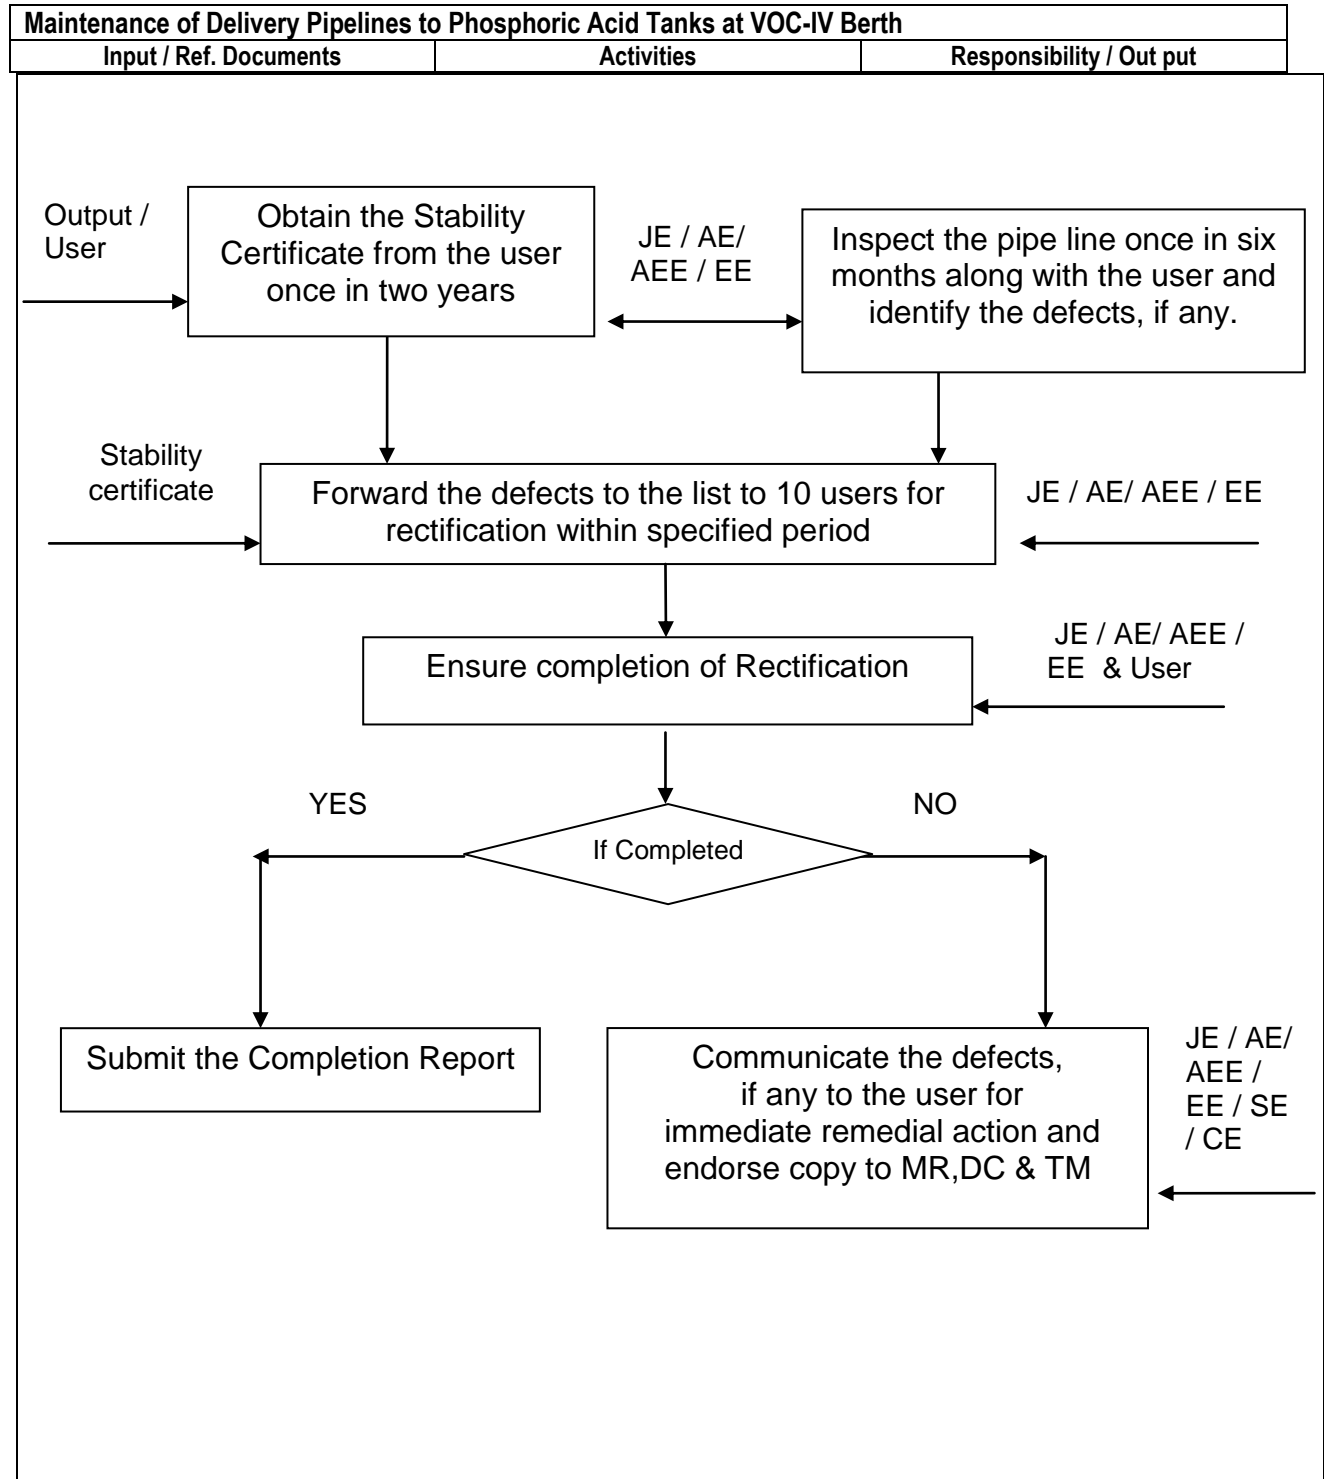 Maintenance of Delivery Pipelines to Phosphoric Acid Tanks at VOC-IV Berth
Input / Ref. Documents
Activities
Responsibility / Out put
Output /
User
Obtain the Stability
Certificate from the user
once in two years
JE / AE/
AEE / EE
Inspect the pipe line once in six
months along with the user and
identify the defects, if any.
Stability
certificate
Forward the defects to the list to 10 users for
rectification within specified period
JE / AE/ AEE / EE
Ensure completion of Rectification
JE / AE/ AEE /
EE & User
YES
NO
If Completed
Submit the Completion Report
Communicate the defects,
if any to the user for
immediate remedial action and
endorse copy to MR,DC & TM
JE / AE/
AEE /
EE / SE
/ CE